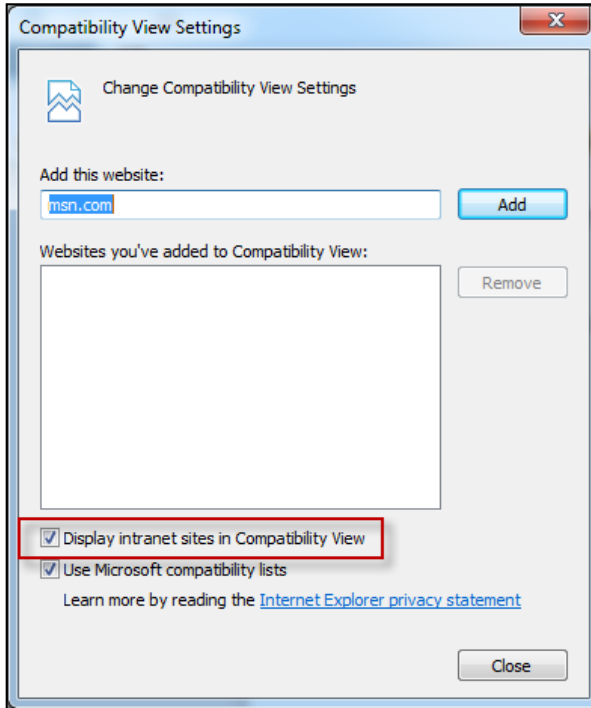 Compatibility View Settings
Change Compatibility View Settings
Add this website:
msn.com
Add
Websites you've added to Compatibility View:
Remove
Display intranet sites in Compatibility View
Use Microsoft compatibility lists
Learn more by reading the Internet Explorer privacy statement
Close